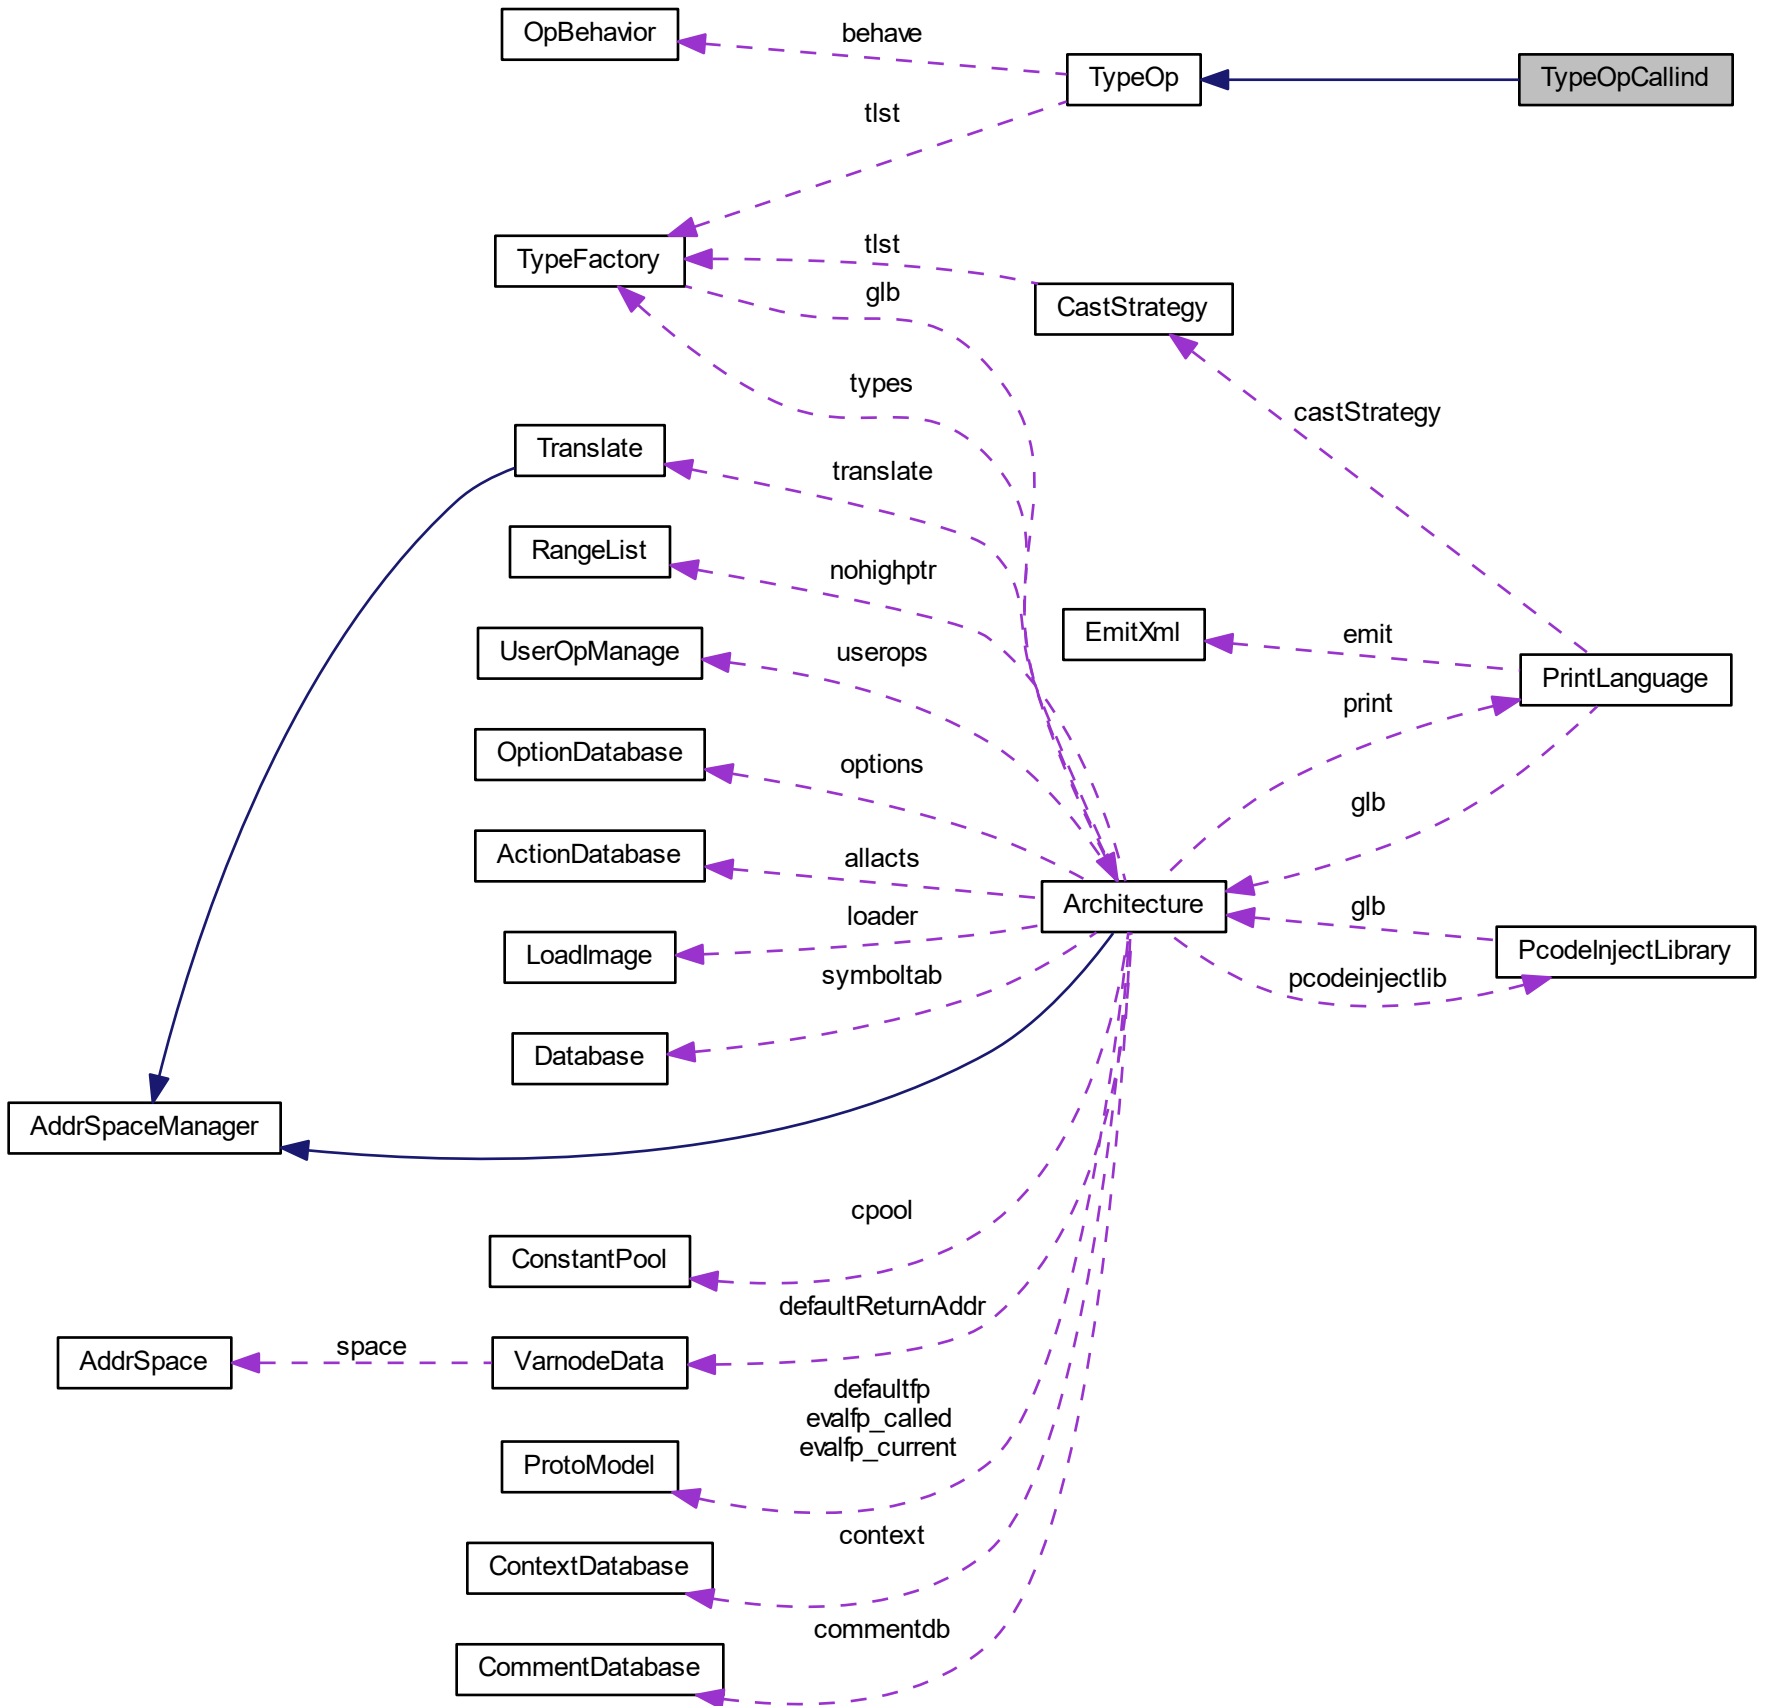 OpBehavior
behave
TypeOp
TypeOpCallind
tlst
TypeFactory
tlst
glb
CastStrategy
types
castStrategy
Translate
translate
RangeList
nohighptr
EmitXml
emit
UserOpManage
userops
PrintLanguage
print
OptionDatabase
options
glb
ActionDatabase
allacts
Architecture
glb
LoadImage
loader
PcodeInjectLibrary
symboltab
pcodeinjectlib
Database
AddrSpaceManager
cpool
ConstantPool
defaultReturnAddr
AddrSpace
space
VarnodeData
defaultfp
evalfp_called
evalfp_current
ProtoModel
context
ContextDatabase
commentdb
CommentDatabase